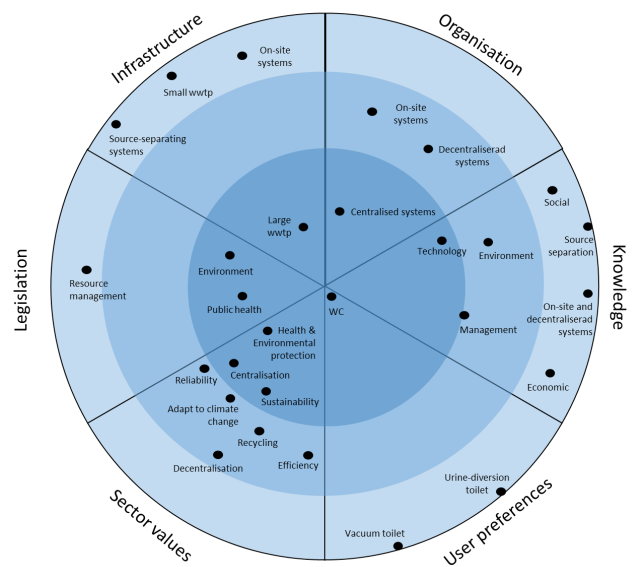 Infrastructure
Organisation
On-site
systems
Small wwtp
Source-separating
systems
On-site
systems
Decentraliserad
systems
Large
wwtp
Centralised systems
Social
Source
separation
Technology
Environment
Knowledge
On-site and
decentraliserad
systems
Management
Economic
Legislation
Resource
management
Environment
Public health
WC
Health &
Environmental
protection
Centralisation
Reliability
Sustainability
Adapt to climate
change
Recycling
Decentralisation
Efficiency
Sector values
Urine-diversion
toilet
Vacuum toilet
User preferences